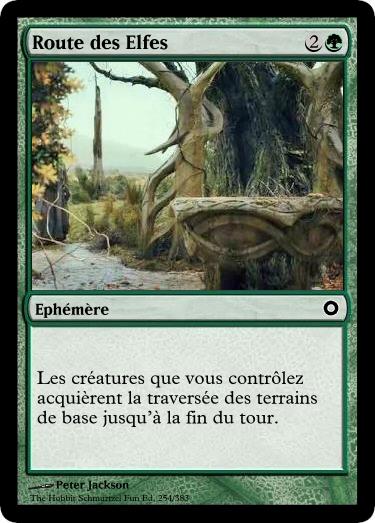 Route des Elfes 2
Ephémère
Les créatures que vous contrôlez
acquièrent la traversée des terrains
de base jusqu'à la fin du tour.
Peter Jackson
The Hobbit Schmurtzel Fun Ed. 254/383